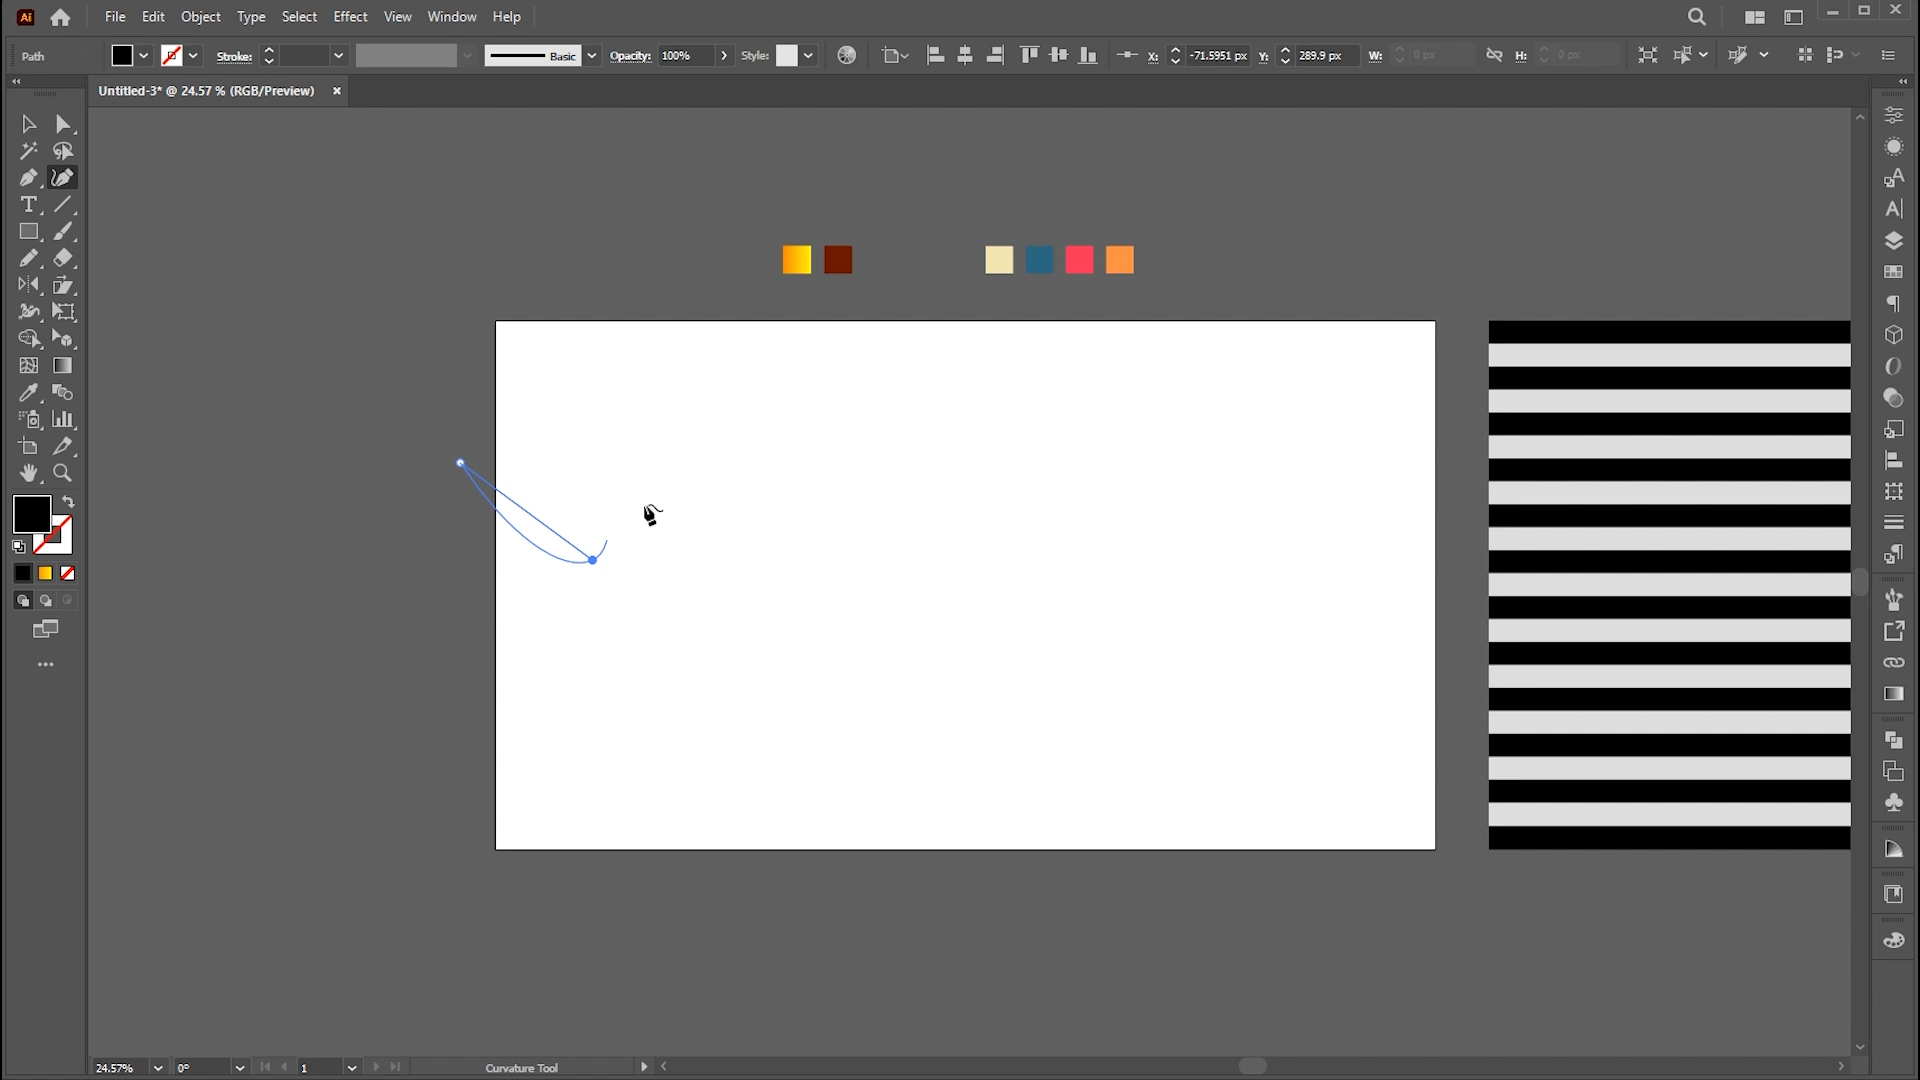 Ai File Edit Object Type Select Effect View Window Help
Path Stroke: Basic Opacity: 100% Style: X: -71.5951 px Y: 289.9 px W: 0 px H: 0 px
Untitled-3* @ 24.57 % (RGB/Preview) ×
24.57% 0° 1 Curvature Tool